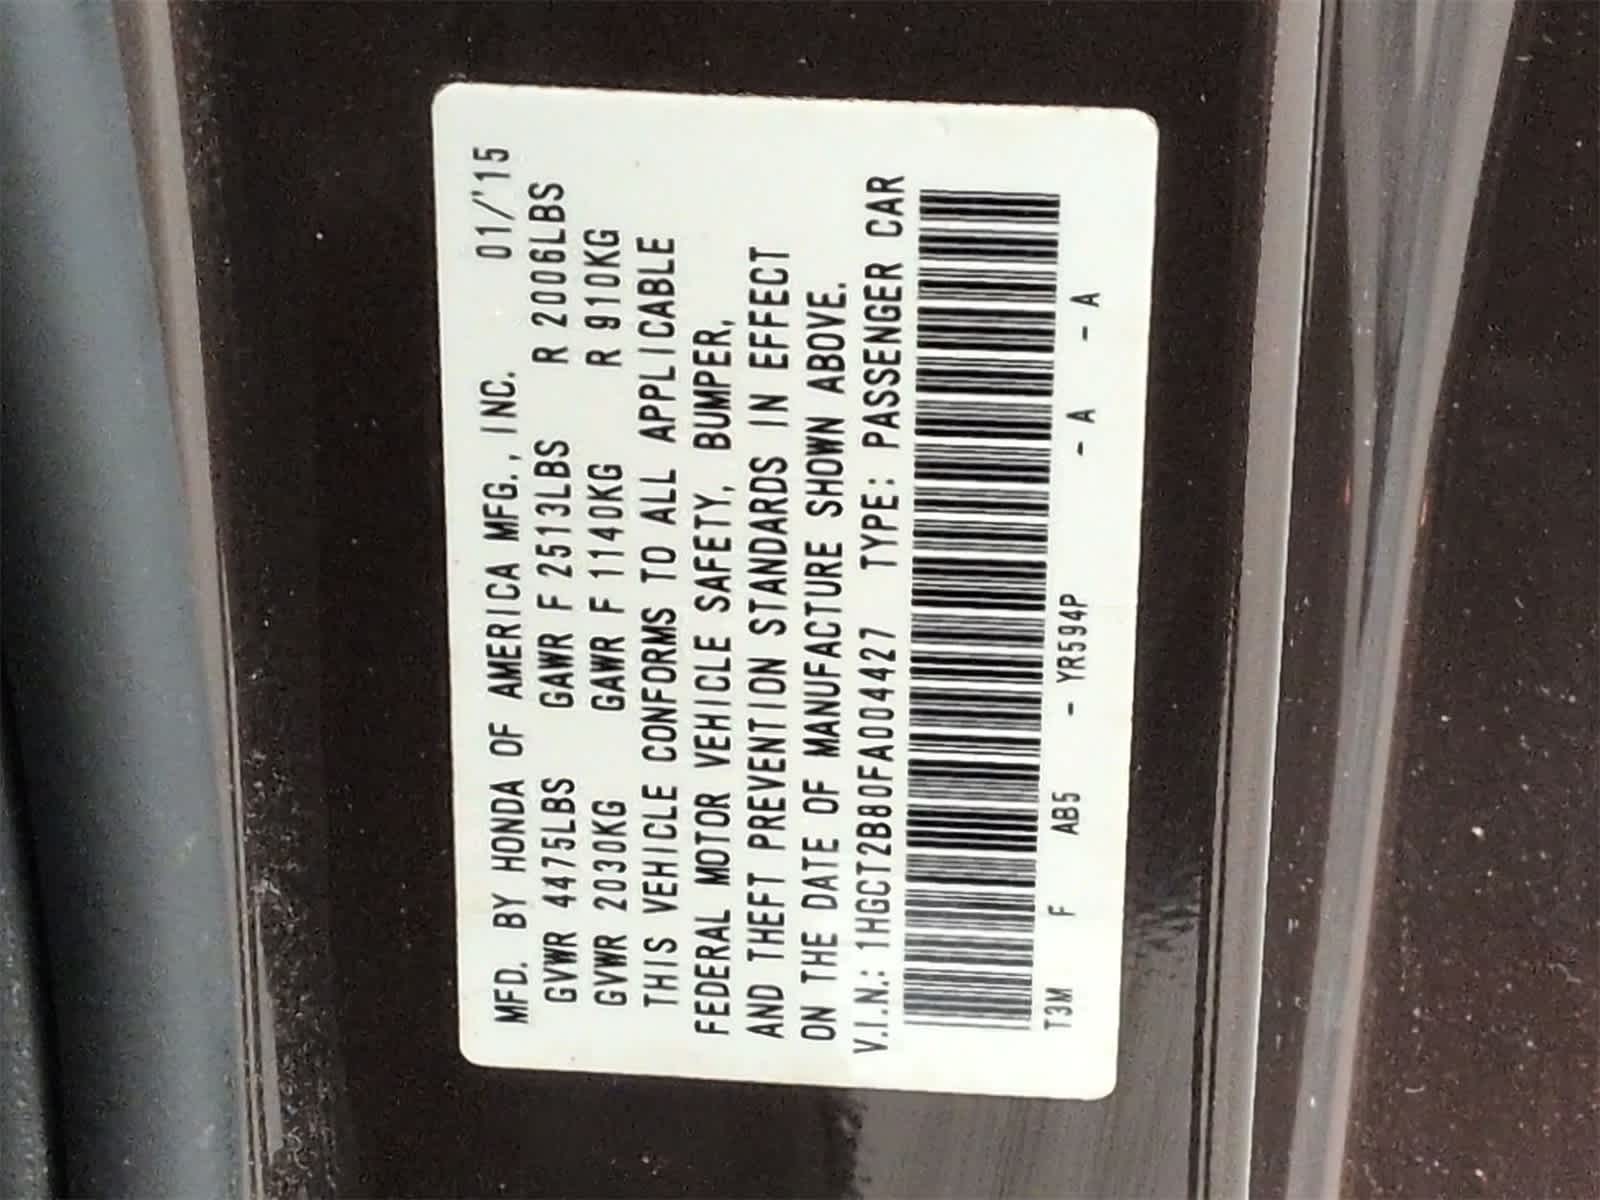 MFD. BY HONDA OF AMERICA MFG., INC. 01/'15
GVWR 4475LBS GAWR F 2513LBS R 2006LBS
GVWR 2030KG GAWR F 1140KG R 910KG
THIS VEHICLE CONFORMS TO ALL APPLICABLE
FEDERAL MOTOR VEHICLE SAFETY, BUMPER,
AND THEFT PREVENTION STANDARDS IN EFFECT
ON THE DATE OF MANUFACTURE SHOWN ABOVE.
V.I.N.: 1HGCT2B80FA004427 TYPE: PASSENGER CAR
T3M F AB5 - YR594P - A - A